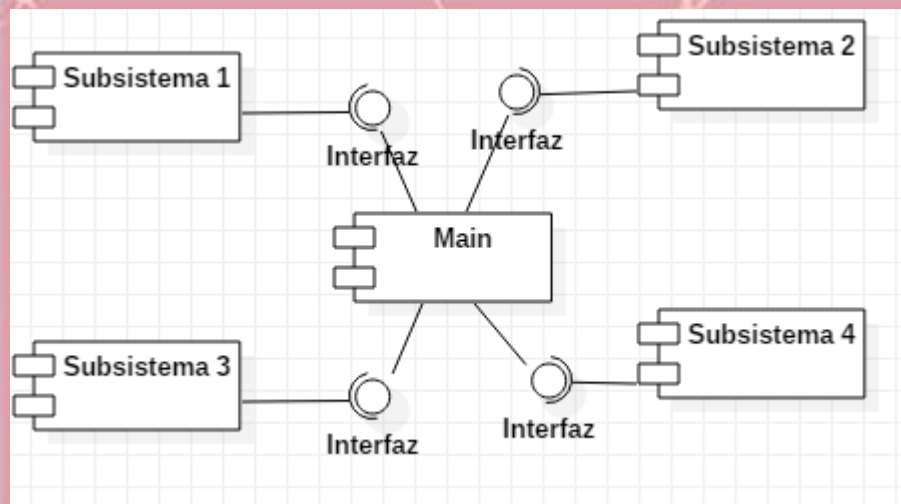 Subsistema 1
Subsistema 2
Interfaz
Interfaz
Main
Subsistema 3
Subsistema 4
Interfaz
Interfaz